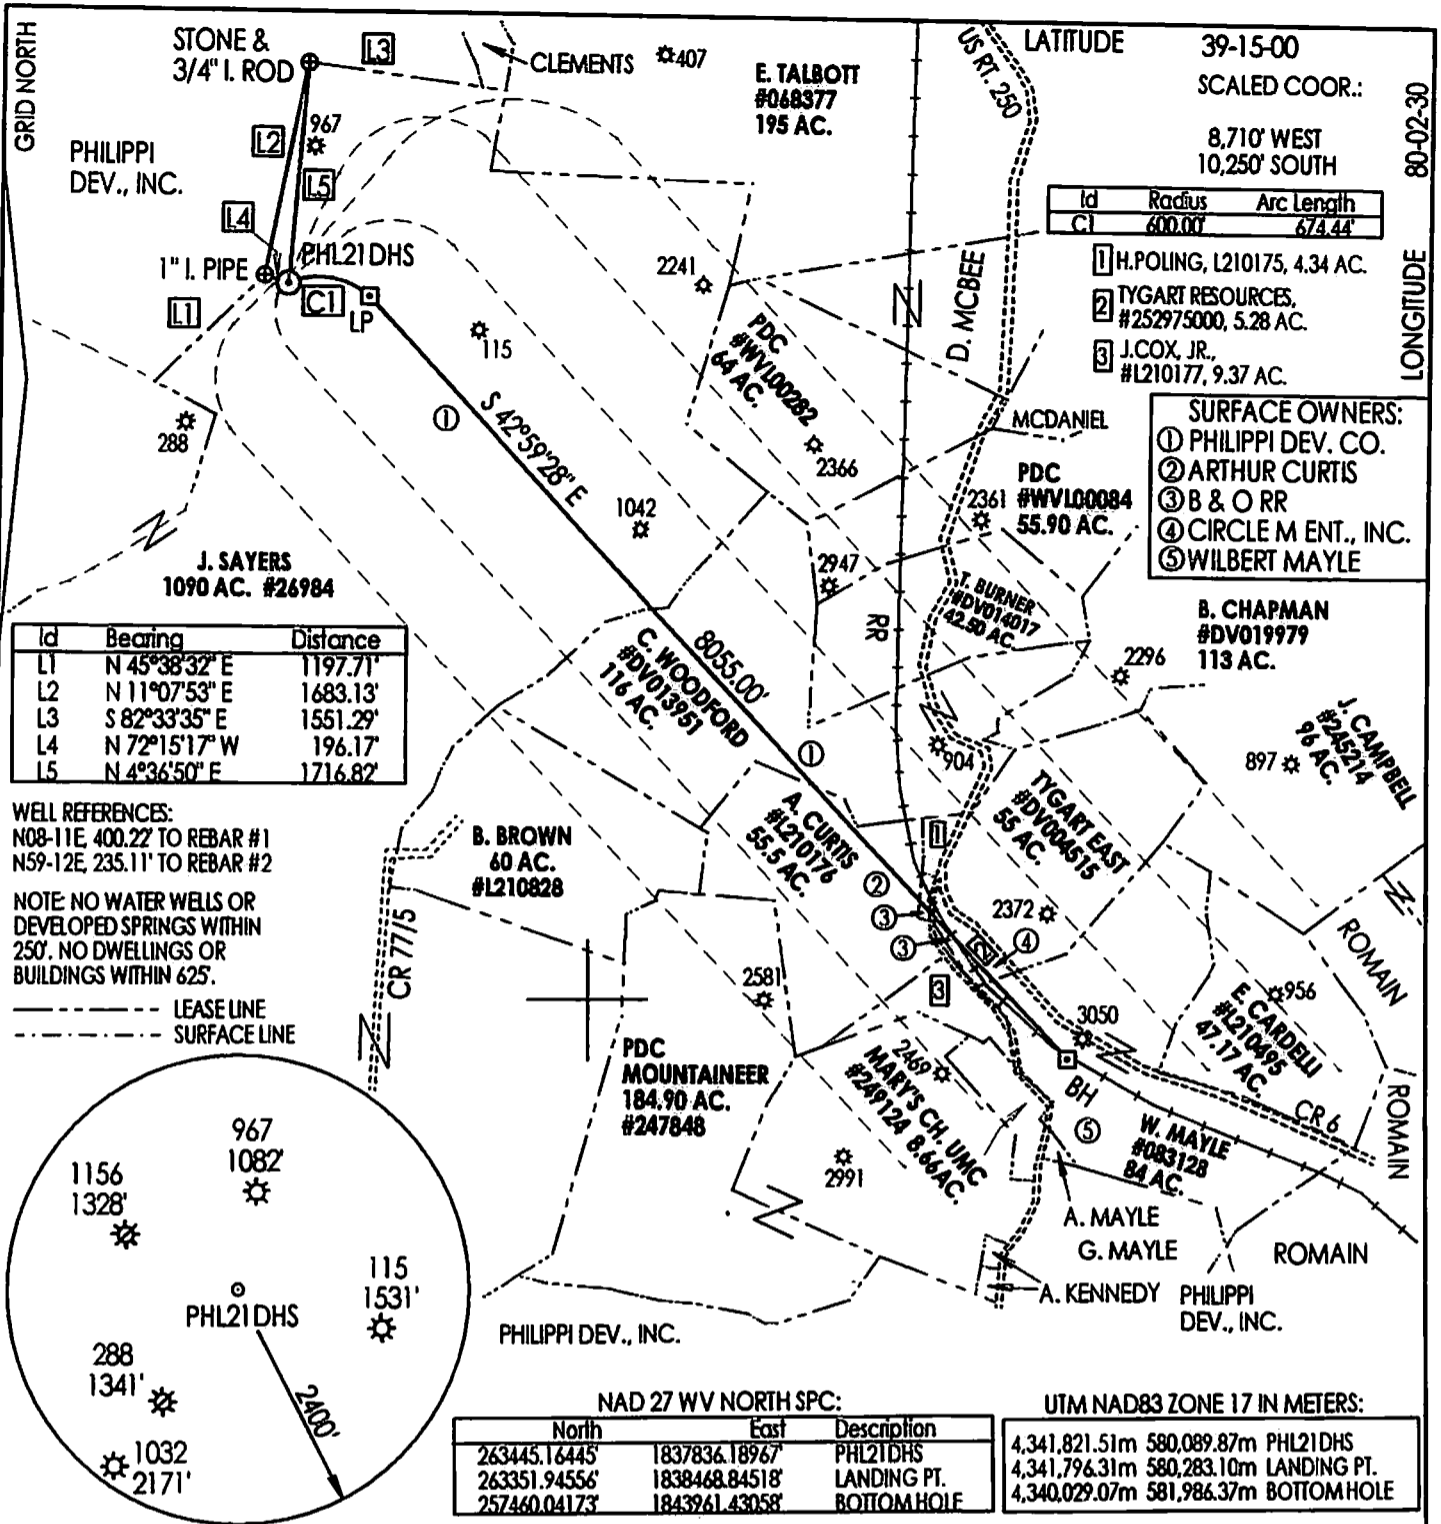 GRID NORTH
STONE &
3/4" I. ROD
L3
CLEMENTS
407
E. TALBOTT
#068377
195 AC.
US RT. 250
LATITUDE 39-15-00
SCALED COOR.:
8,710' WEST
10,250' SOUTH
80-02-30
LONGITUDE
Id Radius Arc Length
C1 600.00' 674.44'
1 H.POLING, L210175, 4.34 AC.
2 TYGART RESOURCES,
#252975000, 5.28 AC.
3 J.COX, JR.,
#L210177, 9.37 AC.
SURFACE OWNERS:
① PHILIPPI DEV. CO.
② ARTHUR CURTIS
③ B & O RR
④ CIRCLE M ENT., INC.
⑤ WILBERT MAYLE
PHILIPPI
DEV., INC.
L2
967
L5
L4
PHL21DHS
1" I. PIPE
L1
C1
LP
115
2241
D. MCBEE
PDC
#WVL00282
64 AC.
288
①
S 42°59'28" E
2366
MCDANIEL
PDC
#WVL00084
55.90 AC.
2361
1042
2947
J. SAYERS
1090 AC. #26984
T. BURNER
#DV014017
42.50 AC.
RR
B. CHAPMAN
#DV019979
113 AC.
2296
Id Bearing Distance
L1 N 45°38'32" E 1197.71'
L2 N 11°07'53" E 1683.13'
L3 S 82°33'35" E 1551.29'
L4 N 72°15'17" W 196.17'
L5 N 4°36'50" E 1716.82'
8055.00'
C. WOODFORD
#DV013951
116 AC.
①
904
897
J. CAMPBELL
#245214
96 AC.
TYGART EAST
#DV004515
55 AC.
WELL REFERENCES:
N08-11E, 400.22' TO REBAR #1
N59-12E, 235.11' TO REBAR #2
NOTE: NO WATER WELLS OR
DEVELOPED SPRINGS WITHIN
250'. NO DWELLINGS OR
BUILDINGS WITHIN 625'.
LEASE LINE
SURFACE LINE
B. BROWN
60 AC.
#L210828
CR 77/5
A. CURTIS
#L210176
55.5 AC.
1
②
③
③
2
④
2372
3
2581
3050
956
ROMAIN
E. CARDELLI
#L210495
47.17 AC.
PDC
MOUNTAINEER
184.90 AC.
#247848
2469
MARY'S CH. UMC
#249124 8.66AC.
BH
⑤
W. MAYLE
#083128
84 AC.
CR 6
ROMAIN
2991
A. MAYLE
G. MAYLE
A. KENNEDY
PHILIPPI
DEV., INC.
ROMAIN
PHILIPPI DEV., INC.
967
1082'
1156
1328'
115
1531'
PHL21DHS
288
1341'
2400'
1032
2171'
NAD 27 WV NORTH SPC:
North East Description
263445.16445' 1837836.18967' PHL21DHS
263351.94556' 1838468.84518' LANDING PT.
257460.04173' 1843961.43058' BOTTOM HOLE
UTM NAD83 ZONE 17 IN METERS:
4,341,821.51m 580,089.87m PHL21DHS
4,341,796.31m 580,283.10m LANDING PT.
4,340,029.07m 581,986.37m BOTTOM HOLE